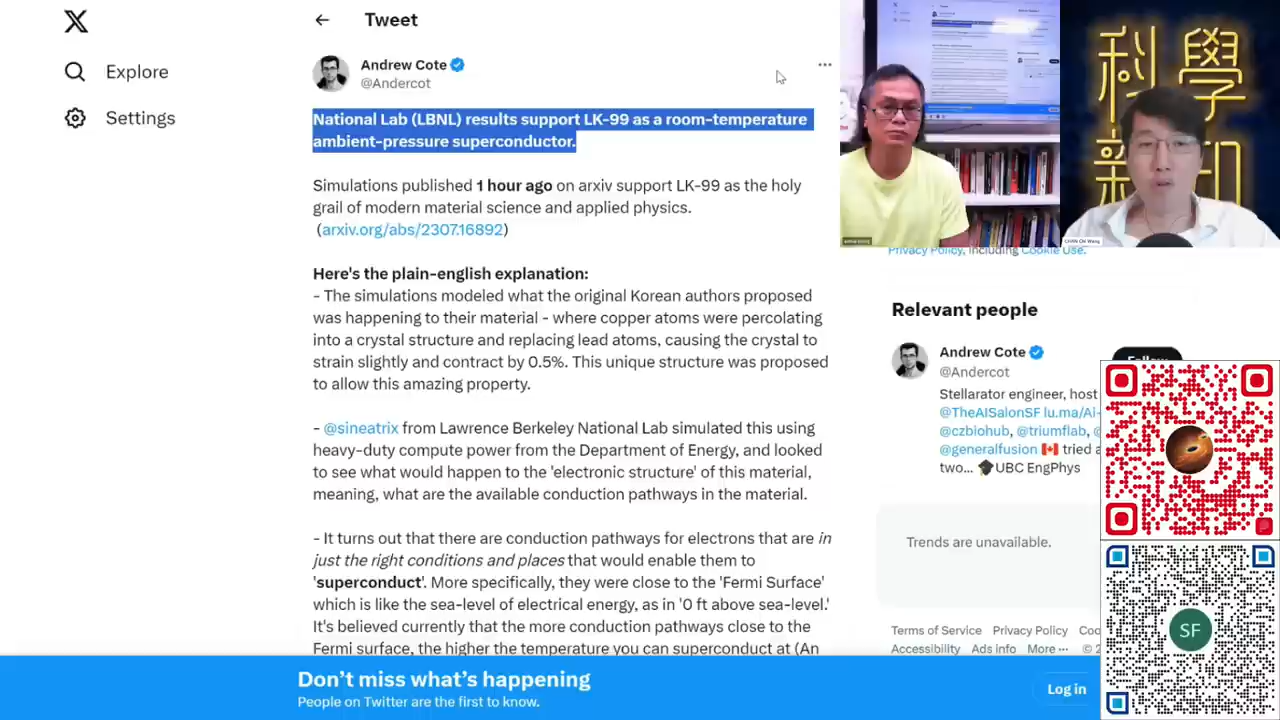 Tweet
Explore
Settings
Andrew Cote
@Andercot
National Lab (LBNL) results support LK-99 as a room-temperature
ambient-pressure superconductor.
Simulations published 1 hour ago on arxiv support LK-99 as the holy
grail of modern material science and applied physics.
(arxiv.org/abs/2307.16892)
Here's the plain-english explanation:
- The simulations modeled what the original Korean authors proposed
was happening to their material - where copper atoms were percolating
into a crystal structure and replacing lead atoms, causing the crystal to
strain slightly and contract by 0.5%. This unique structure was proposed
to allow this amazing property.
- @sineatrix from Lawrence Berkeley National Lab simulated this using
heavy-duty compute power from the Department of Energy, and looked
to see what would happen to the 'electronic structure' of this material,
meaning, what are the available conduction pathways in the material.
- It turns out that there are conduction pathways for electrons that are in
just the right conditions and places that would enable them to
'superconduct'. More specifically, they were close to the 'Fermi Surface'
which is like the sea-level of electrical energy, as in '0 ft above sea-level.'
It's believed currently that the more conduction pathways close to the
Fermi surface, the higher the temperature you can superconduct at (An
科學
新知
CHAN Chi Wang
Privacy Policy, including Cookie Use.
Relevant people
Andrew Cote
@Andercot
Follow
Stellarator engineer, host
@TheAISalonSF lu.ma/Ai-
@czbiohub, @triumflab, @
@generalfusion tried a
two... UBC EngPhys
Trends are unavailable.
Terms of Service Privacy Policy Coo
Accessibility Ads info More ··· © 2
SF
Don't miss what's happening
People on Twitter are the first to know.
Log in